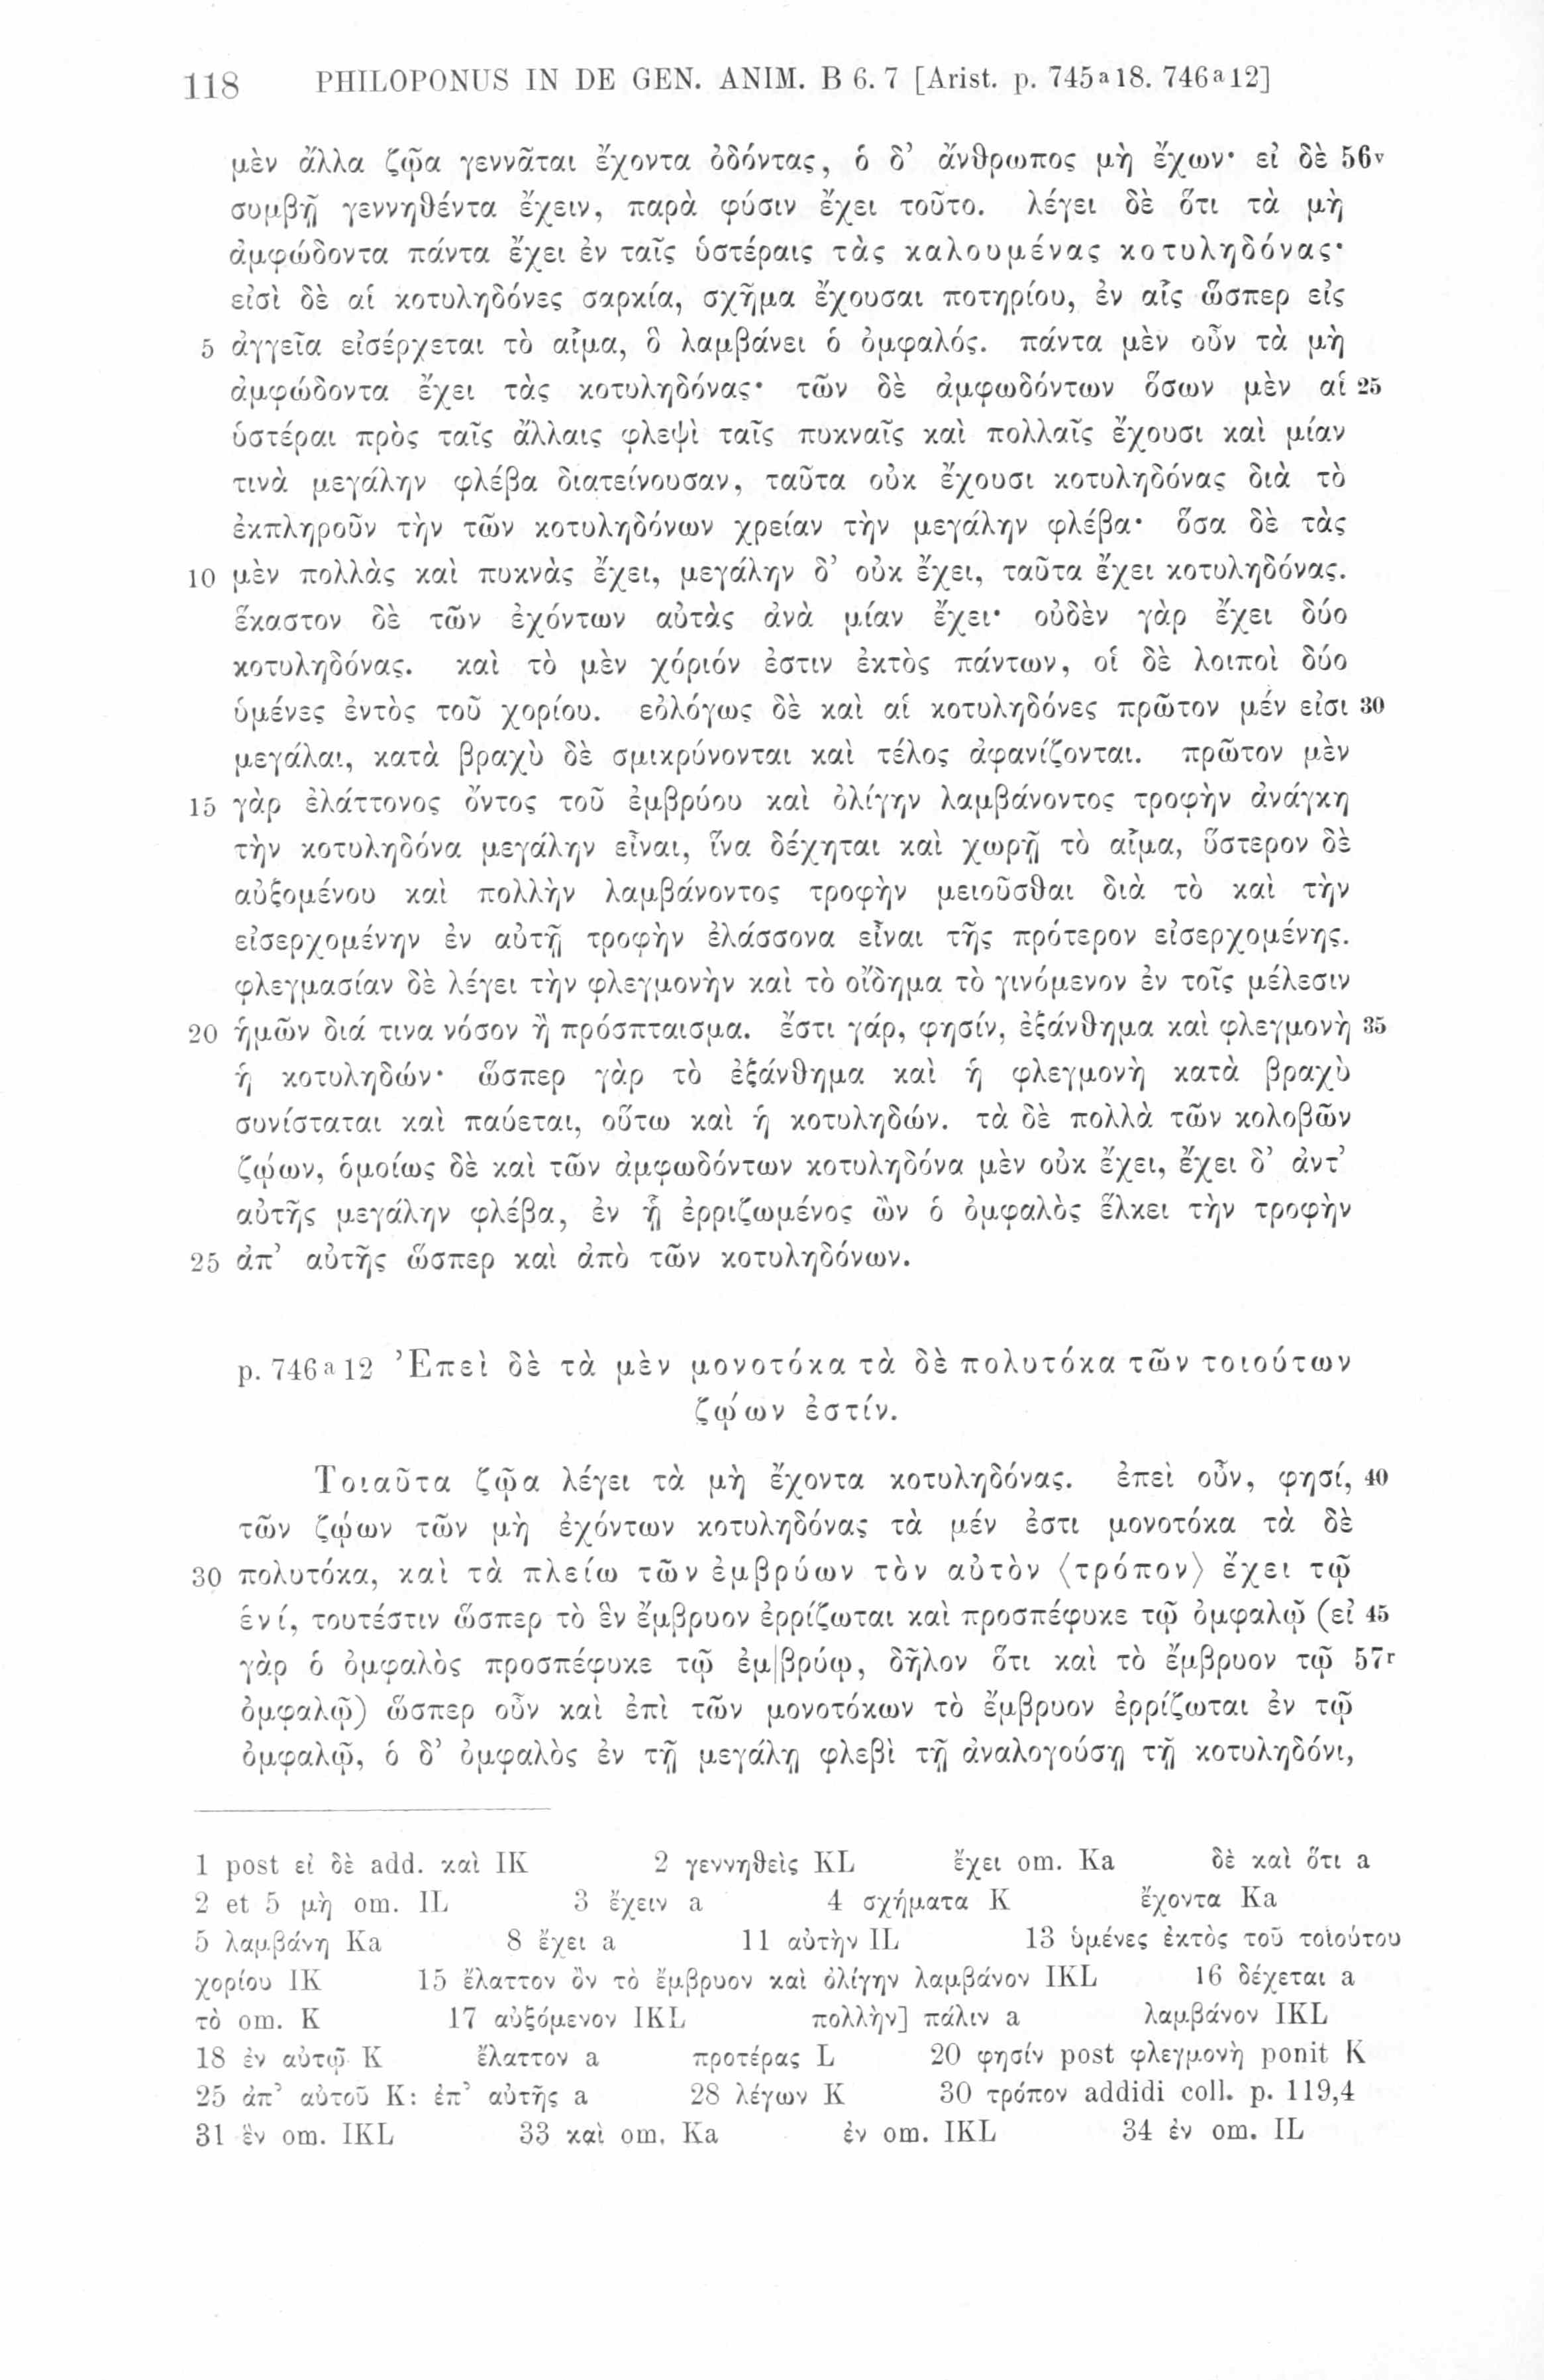 118 PHILOPONUS IN DE GEN. ANIM. B 6. 7 [Arist. p. 745ᵃ18. 746ᵃ12]
μὲν ἄλλα ζῷα γεννᾶται ἔχοντα ὀδόντας, ὁ δ’ ἄνθρωπος μὴ ἔχων· εἰ δὲ 56ᵛ
συμβῇ γεννηθέντα ἔχειν, παρὰ φύσιν ἔχει τοῦτο. λέγει δὲ ὅτι τὰ μὴ
ἀμφώδοντα πάντα ἔχει ἐν ταῖς ὑστέραις τὰς καλουμένας κοτυληδόνας·
εἰσὶ δὲ αἱ κοτυληδόνες σαρκία, σχῆμα ἔχουσαι ποτηρίου, ἐν αἷς ὥσπερ εἰς
5 ἀγγεῖα εἰσέρχεται τὸ αἷμα, ὃ λαμβάνει ὁ ὀμφαλός. πάντα μὲν οὖν τὰ μὴ
ἀμφώδοντα ἔχει τὰς κοτυληδόνας· τῶν δὲ ἀμφωδόντων ὅσων μὲν αἱ 25
ὑστέραι πρὸς ταῖς ἄλλαις φλεψὶ ταῖς πυκναῖς καὶ πολλαῖς ἔχουσι καὶ μίαν
τινὰ μεγάλην φλέβα διατείνουσαν, ταῦτα οὐκ ἔχουσι κοτυληδόνας διὰ τὸ
ἐκπληροῦν τὴν τῶν κοτυληδόνων χρείαν τὴν μεγάλην φλέβα· ὅσα δὲ τὰς
10 μὲν πολλὰς καὶ πυκνὰς ἔχει, μεγάλην δ’ οὐκ ἔχει, ταῦτα ἔχει κοτυληδόνας.
ἕκαστον δὲ τῶν ἐχόντων αὐτὰς ἀνὰ μίαν ἔχει· οὐδὲν γὰρ ἔχει δύο
κοτυληδόνας. καὶ τὸ μὲν χόριόν ἐστιν ἐκτὸς πάντων, οἱ δὲ λοιποὶ δύο
ὑμένες ἐντὸς τοῦ χορίου. εὐλόγως δὲ καὶ αἱ κοτυληδόνες πρῶτον μέν εἰσι 30
μεγάλαι, κατὰ βραχὺ δὲ σμικρύνονται καὶ τέλος ἀφανίζονται. πρῶτον μὲν
15 γὰρ ἐλάττονος ὄντος τοῦ ἐμβρύου καὶ ὀλίγην λαμβάνοντος τροφὴν ἀνάγκη
τὴν κοτυληδόνα μεγάλην εἶναι, ἵνα δέχηται καὶ χωρῇ τὸ αἷμα, ὕστερον δὲ
αὐξομένου καὶ πολλὴν λαμβάνοντος τροφὴν μειοῦσθαι διὰ τὸ καὶ τὴν
εἰσερχομένην ἐν αὐτῇ τροφὴν ἐλάσσονα εἶναι τῆς πρότερον εἰσερχομένης.
φλεγμασίαν δὲ λέγει τὴν φλεγμονὴν καὶ τὸ οἴδημα τὸ γινόμενον ἐν τοῖς μέλεσιν
20 ἡμῶν διά τινα νόσον ἢ πρόσπταισμα. ἔστι γάρ, φησίν, ἐξάνθημα καὶ φλεγμονὴ 35
ἡ κοτυληδών· ὥσπερ γὰρ τὸ ἐξάνθημα καὶ ἡ φλεγμονὴ κατὰ βραχὺ
συνίσταται καὶ παύεται, οὕτω καὶ ἡ κοτυληδών. τὰ δὲ πολλὰ τῶν κολοβῶν
ζῴων, ὁμοίως δὲ καὶ τῶν ἀμφωδόντων κοτυληδόνα μὲν οὐκ ἔχει, ἔχει δ’ ἀντ’
αὐτῆς μεγάλην φλέβα, ἐν ᾗ ἐρριζωμένος ὢν ὁ ὀμφαλὸς ἕλκει τὴν τροφὴν
25 ἀπ’ αὐτῆς ὥσπερ καὶ ἀπὸ τῶν κοτυληδόνων.
p. 746ᵃ12 Ἐπεὶ δὲ τὰ μὲν μονοτόκα τὰ δὲ πολυτόκα τῶν τοιούτων
ζῴων ἐστίν.
Τοιαῦτα ζῷα λέγει τὰ μὴ ἔχοντα κοτυληδόνας. ἐπεὶ οὖν, φησί, 40
τῶν ζῴων τῶν μὴ ἐχόντων κοτυληδόνας τὰ μέν ἐστι μονοτόκα τὰ δὲ
30 πολυτόκα, καὶ τὰ πλείω τῶν ἐμβρύων τὸν αὐτὸν ⟨τρόπον⟩ ἔχει τῷ
ἑνί, τουτέστιν ὥσπερ τὸ ἓν ἔμβρυον ἐρρίζωται καὶ προσπέφυκε τῷ ὀμφαλῷ (εἰ 45
γὰρ ὁ ὀμφαλὸς προσπέφυκε τῷ ἐμ|βρύῳ, δῆλον ὅτι καὶ τὸ ἔμβρυον τῷ 57ʳ
ὀμφαλῷ) ὥσπερ οὖν καὶ ἐπὶ τῶν μονοτόκων τὸ ἔμβρυον ἐρρίζωται ἐν τῷ
ὀμφαλῷ, ὁ δ’ ὀμφαλὸς ἐν τῇ μεγάλῃ φλεβὶ τῇ ἀναλογούσῃ τῇ κοτυληδόνι,
1 post εἰ δὲ add. καὶ IK 2 γεννηθεὶς KL ἔχει om. Ka δὲ καὶ ὅτι a
2 et 5 μὴ om. IL 3 ἔχειν a 4 σχήματα K ἔχοντα Ka
5 λαμβάνη Ka 8 ἔχει a 11 αὐτὴν IL 13 ὑμένες ἐκτὸς τοῦ τοιούτου
χορίου IK 15 ἔλαττον ὂν τὸ ἔμβρυον καὶ ὀλίγην λαμβάνον IKL 16 δέχεται a
τὸ om. K 17 αὐξόμενον IKL πολλὴν] πάλιν a λαμβάνον IKL
18 ἐν αὐτῷ K ἔλαττον a προτέρας L 20 φησίν post φλεγμονὴ ponit K
25 ἀπ’ αὐτοῦ K: ἐπ’ αὐτῆς a 28 λέγων K 30 τρόπον addidi coll. p. 119,4
31 ἓν om. IKL 33 καὶ om. Ka ἐν om. IKL 34 ἐν om. IL